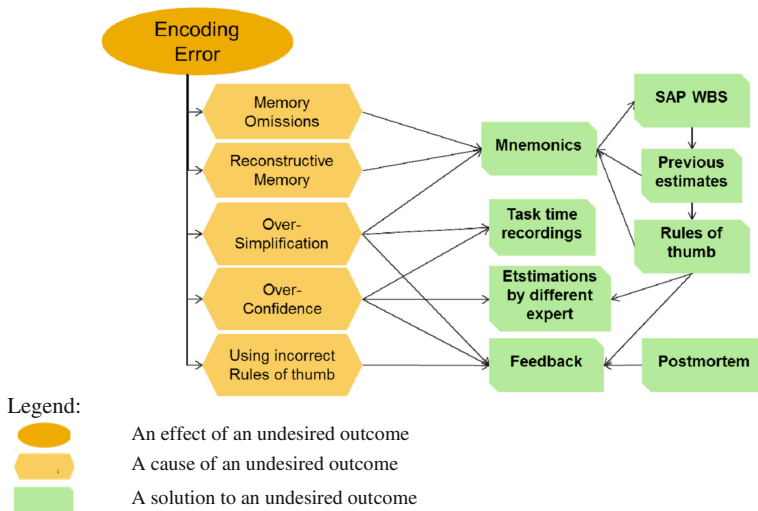 Encoding
Error
Memory
Omissions
Reconstructive
Memory
Over-
Simplification
Over-
Confidence
Using incorrect
Rules of thumb
Mnemonics
Task time
recordings
Etstimations
by different
expert
Feedback
SAP WBS
Previous
estimates
Rules of
thumb
Postmortem
Legend:
An effect of an undesired outcome
A cause of an undesired outcome
A solution to an undesired outcome